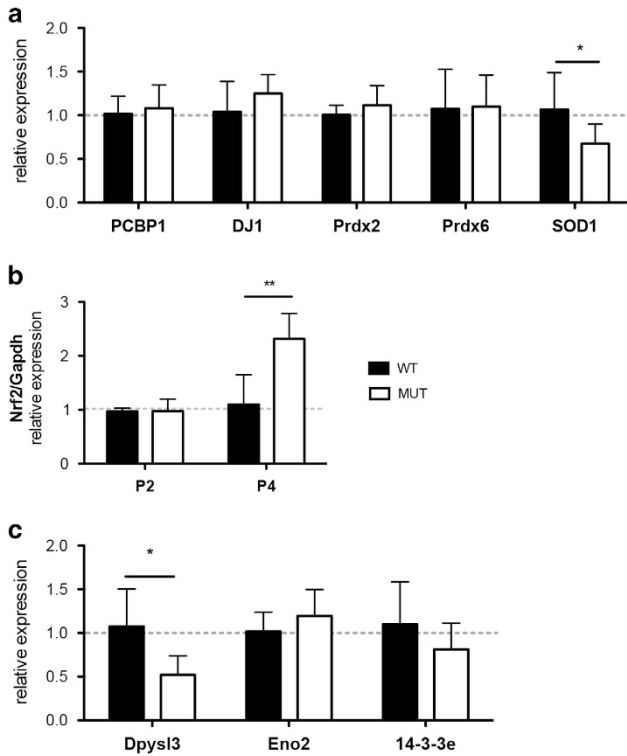 a
relative expression
2.0
1.5
1.0
0.5
0.0
*
PCBP1 DJ1 Prdx2 Prdx6 SOD1
b
Nrf2/Gapdh
relative expression
3
2
1
0
**
P2 P4
WT
MUT
c
relative expression
2.0
1.5
1.0
0.5
0.0
*
Dpysl3 Eno2 14-3-3e